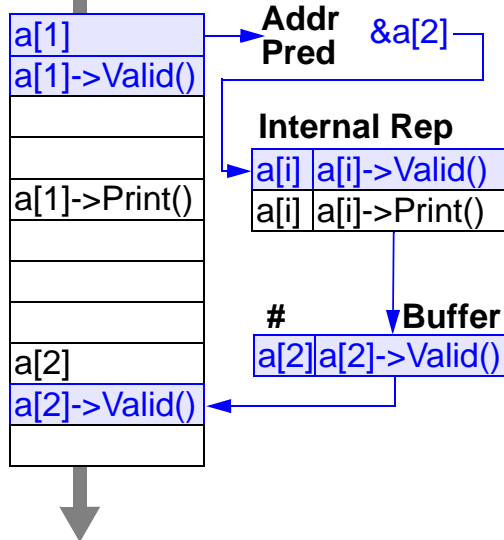 a[1]
a[1]->Valid()
a[1]->Print()
a[2]
a[2]->Valid()
Addr
Pred
&a[2]
Internal Rep
a[i] a[i]->Valid()
a[i] a[i]->Print()
# Buffer
a[2] a[2]->Valid()